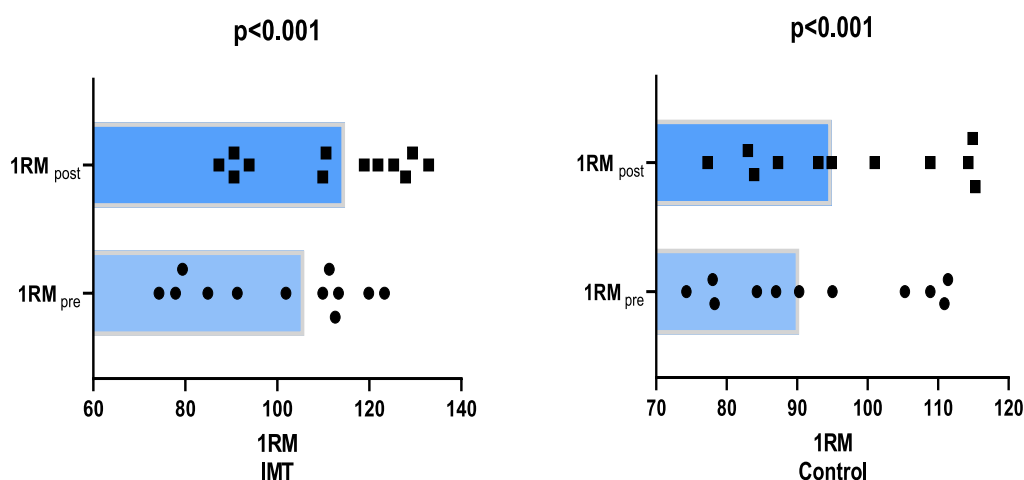 p<0.001
1RM post
1RM pre
60 80 100 120 140
1RM
IMT
p<0.001
1RM post
1RM pre
70 80 90 100 110 120
1RM
Control